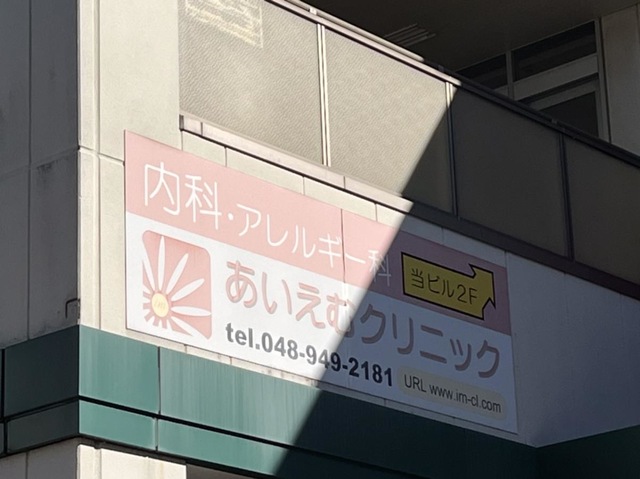 内科・アレルギー科
当ビル2F
あいえむクリニック
tel.048-949-2181
URL www.im-cl.com